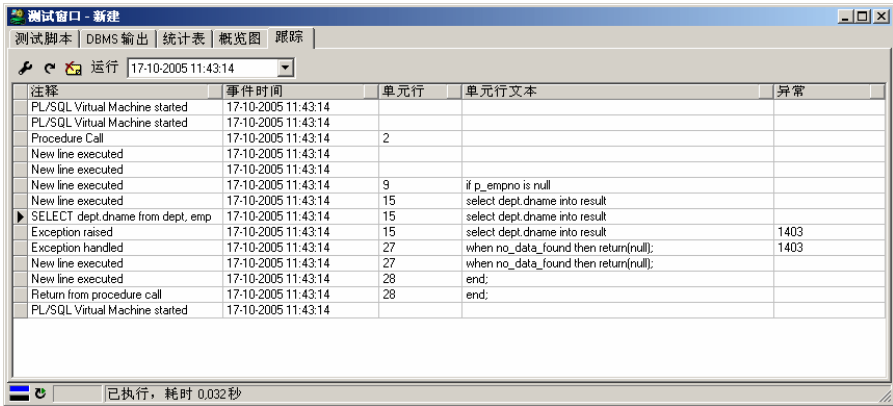 测试窗口 - 新建
测试脚本 DBMS 输出 统计表 概览图 跟踪
运行 17-10-2005 11:43:14
注释 事件时间 单元行 单元行文本 异常
PL/SQL Virtual Machine started 17-10-2005 11:43:14
PL/SQL Virtual Machine started 17-10-2005 11:43:14
Procedure Call 17-10-2005 11:43:14 2
New line executed 17-10-2005 11:43:14
New line executed 17-10-2005 11:43:14
New line executed 17-10-2005 11:43:14 9 if p_empno is null
New line executed 17-10-2005 11:43:14 15 select dept.dname into result
SELECT dept.dname from dept, emp 17-10-2005 11:43:14 15 select dept.dname into result
Exception raised 17-10-2005 11:43:14 15 select dept.dname into result 1403
Exception handled 17-10-2005 11:43:14 27 when no_data_found then return(null); 1403
New line executed 17-10-2005 11:43:14 27 when no_data_found then return(null);
New line executed 17-10-2005 11:43:14 28 end;
Return from procedure call 17-10-2005 11:43:14 28 end;
PL/SQL Virtual Machine started 17-10-2005 11:43:14
已执行，耗时 0,032秒